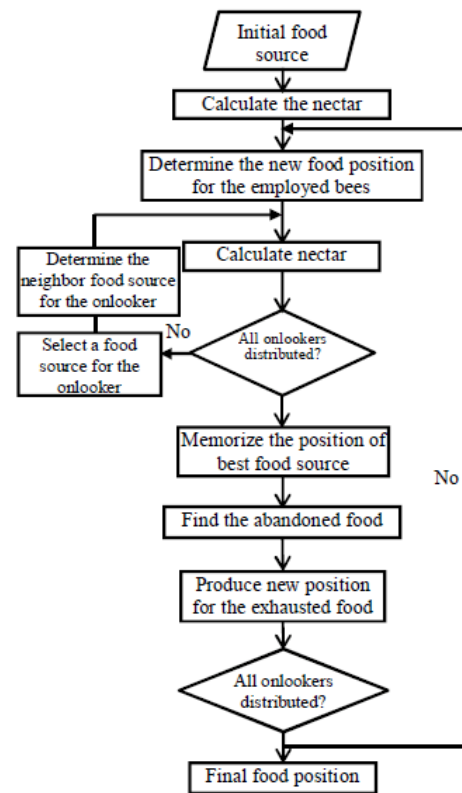 Initial food
source
Calculate the nectar
Determine the new food position
for the employed bees
Calculate nectar
Determine the
neighbor food source
for the onlooker
No
Select a food
source for the
onlooker
All onlookers
distributed?
Memorize the position of
best food source
No
Find the abandoned food
Produce new position
for the exhausted food
All onlookers
distributed?
Final food position